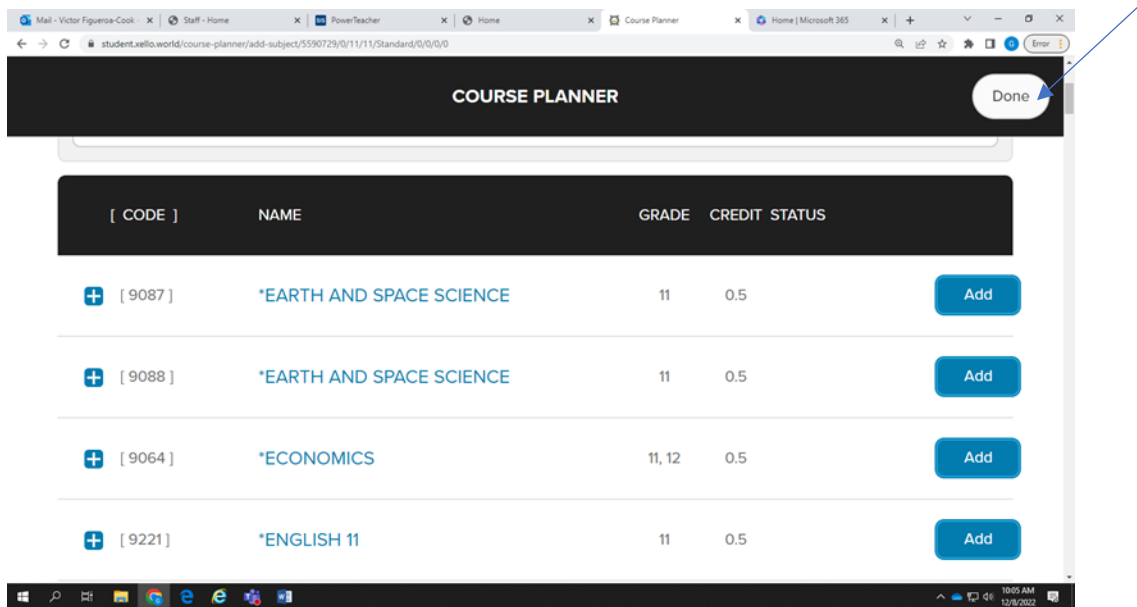 Mail - Victor Figueroa-Cook Staff - Home PowerTeacher Home Course Planner Home | Microsoft 365
student.xello.world/course-planner/add-subject/5590729/0/11/11/Standard/0/0/0/0 Error
COURSE PLANNER Done
[ CODE ] NAME GRADE CREDIT STATUS
[ 9087 ] *EARTH AND SPACE SCIENCE 11 0.5 Add
[ 9088 ] *EARTH AND SPACE SCIENCE 11 0.5 Add
[ 9064 ] *ECONOMICS 11, 12 0.5 Add
[ 9221 ] *ENGLISH 11 11 0.5 Add
10:05 AM
12/8/2022